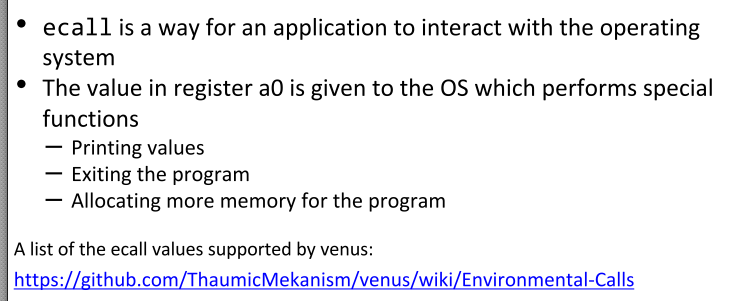 • ecall is a way for an application to interact with the operating
system
• The value in register a0 is given to the OS which performs special
functions
— Printing values
— Exiting the program
— Allocating more memory for the program
A list of the ecall values supported by venus:
https://github.com/ThaumicMekanism/venus/wiki/Environmental-Calls